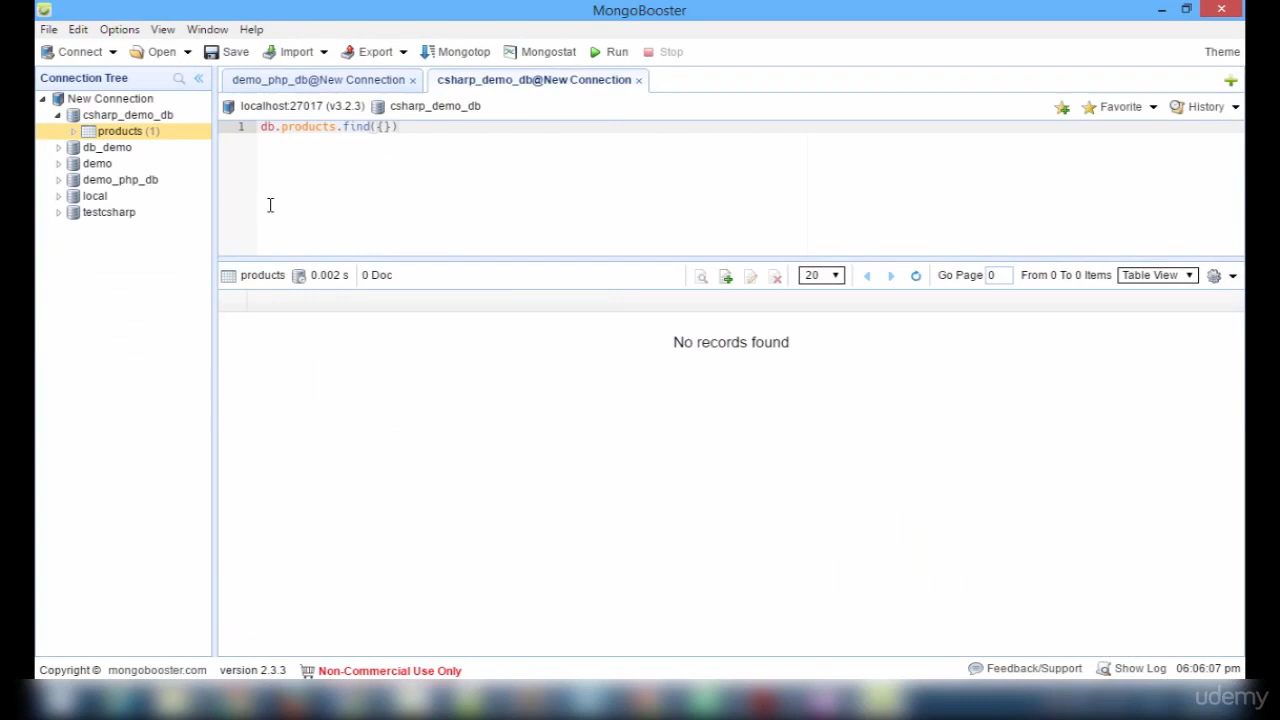 MongoBooster
File Edit Options View Window Help
Connect Open Save Import Export Mongotop Mongostat Run Stop Theme
Connection Tree
demo_php_db@New Connection × csharp_demo_db@New Connection ×
New Connection
localhost:27017 (v3.2.3) csharp_demo_db Favorite History
csharp_demo_db
products (1)
1 db.products.find({})
db_demo
demo
demo_php_db
local
testcsharp
products 0.002 s 0 Doc 20 Go Page 0 From 0 To 0 Items Table View
No records found
Copyright © mongobooster.com version 2.3.3 Non-Commercial Use Only Feedback/Support Show Log 06:06:07 pm
udemy